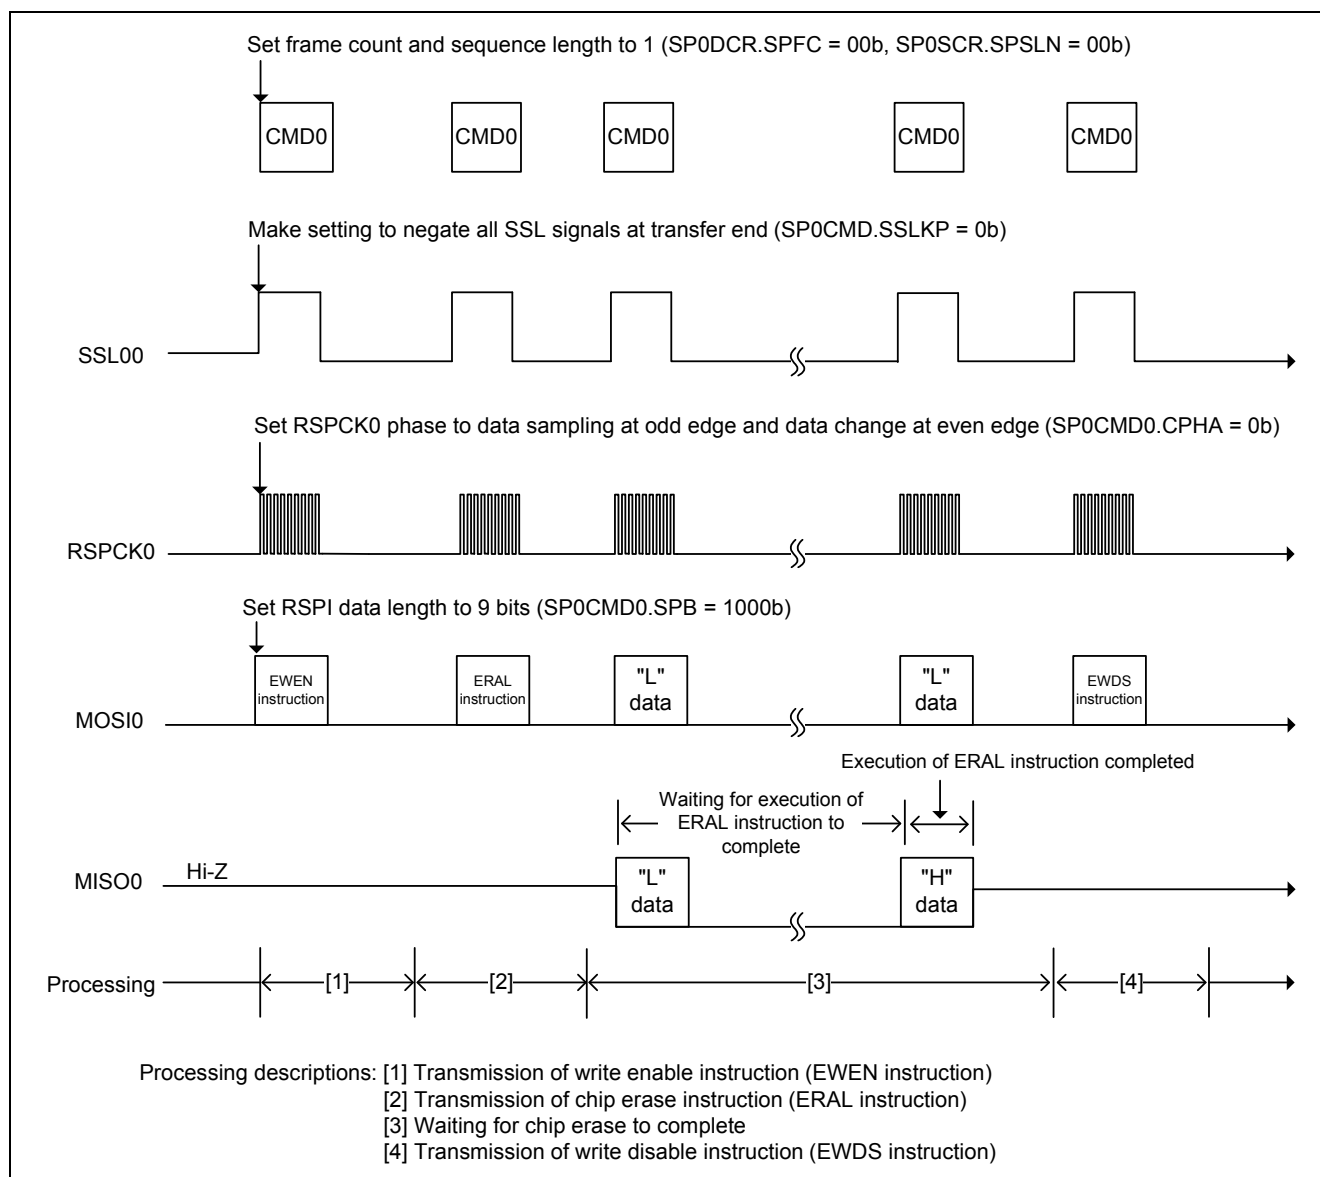 Set frame count and sequence length to 1 (SP0DCR.SPFC = 00b, SP0SCR.SPSLN = 00b)
CMD0 CMD0 CMD0 CMD0 CMD0
Make setting to negate all SSL signals at transfer end (SP0CMD.SSLKP = 0b)
SSL00
Set RSPCK0 phase to data sampling at odd edge and data change at even edge (SP0CMD0.CPHA = 0b)
RSPCK0
Set RSPI data length to 9 bits (SP0CMD0.SPB = 1000b)
EWEN
instruction
ERAL
instruction
"L"
data
"L"
data
EWDS
instruction
MOSI0
Execution of ERAL instruction completed
Waiting for execution of
ERAL instruction to
complete
MISO0
Hi-Z
"L"
data
"H"
data
Processing [1] [2] [3] [4]
Processing descriptions: [1] Transmission of write enable instruction (EWEN instruction)
[2] Transmission of chip erase instruction (ERAL instruction)
[3] Waiting for chip erase to complete
[4] Transmission of write disable instruction (EWDS instruction)